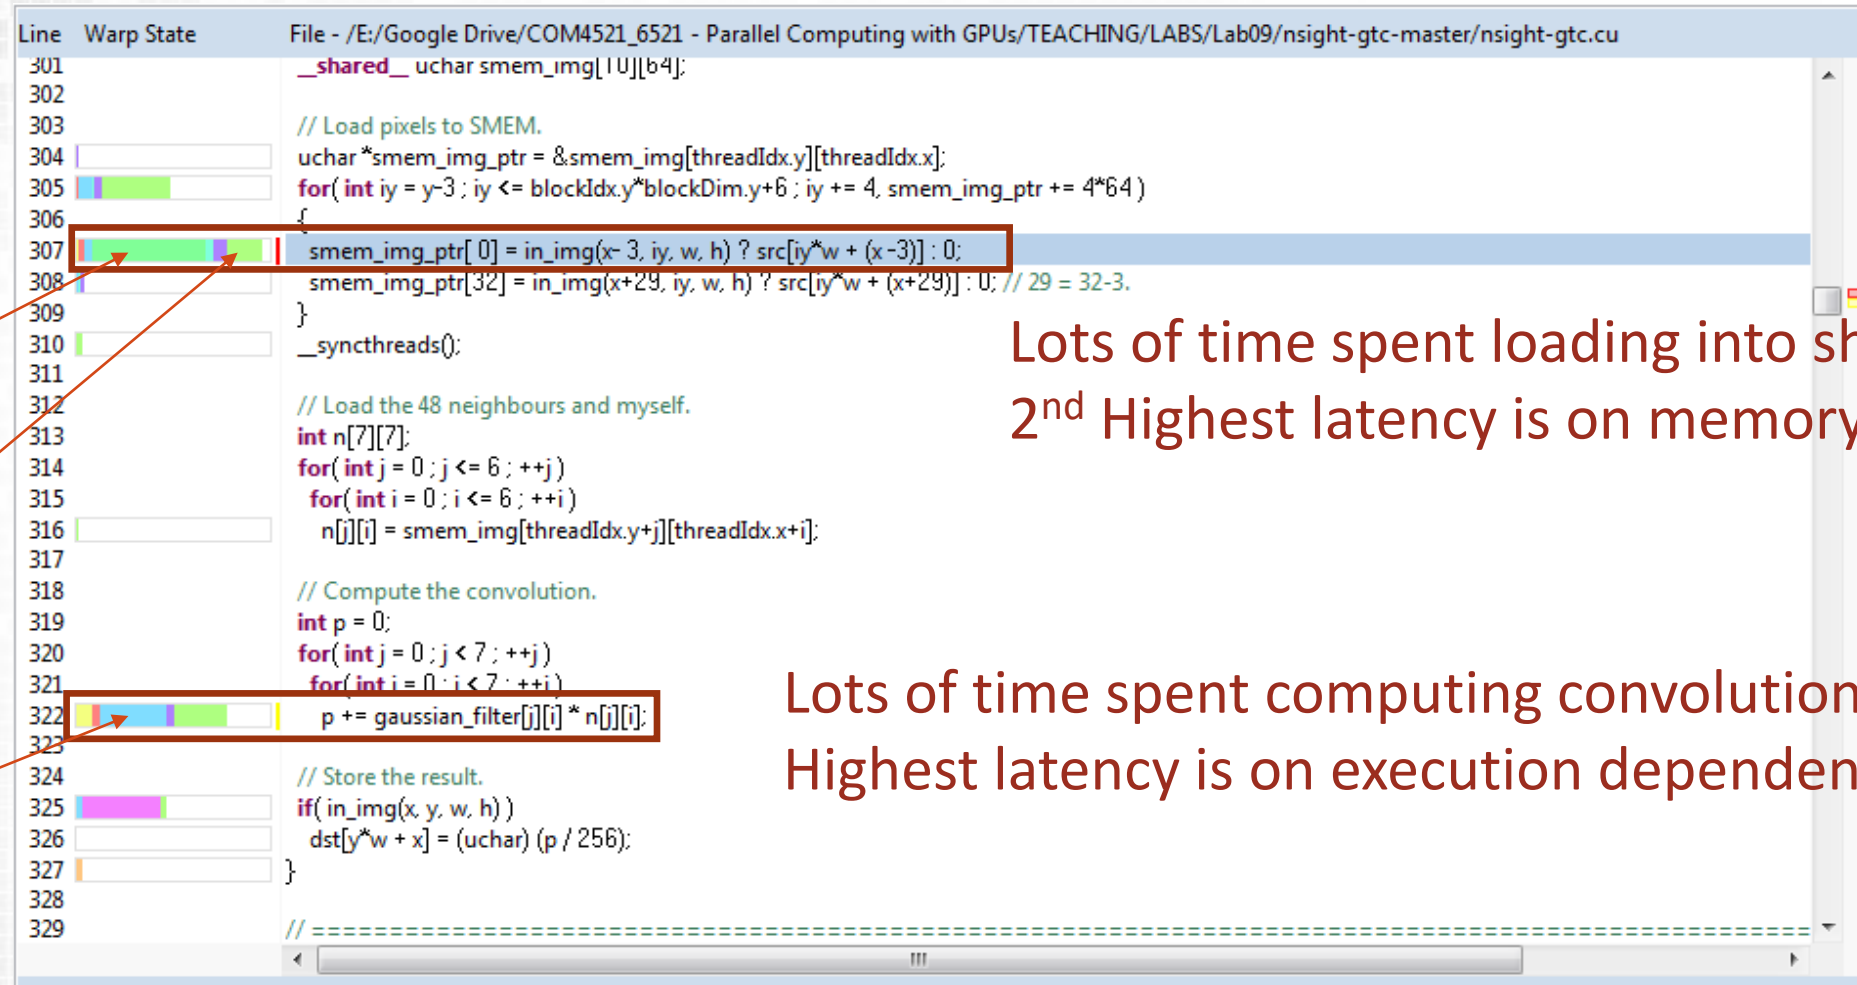 Line Warp State File - /E:/Google Drive/COM4521_6521 - Parallel Computing with GPUs/TEACHING/LABS/Lab09/nsight-gtc-master/nsight-gtc.cu
301 __shared__ uchar smem_img[10][64];
302
303 // Load pixels to SMEM.
304 uchar *smem_img_ptr = &smem_img[threadIdx.y][threadIdx.x];
305 for( int iy = y-3 ; iy <= blockIdx.y*blockDim.y+6 ; iy += 4, smem_img_ptr += 4*64 )
306 {
307 smem_img_ptr[ 0] = in_img(x- 3, iy, w, h) ? src[iy*w + (x -3)] : 0;
308 smem_img_ptr[32] = in_img(x+29, iy, w, h) ? src[iy*w + (x+29)] : 0; // 29 = 32-3.
309 }
310 __syncthreads();
311
312 // Load the 48 neighbours and myself.
313 int n[7][7];
314 for( int j = 0 ; j <= 6 ; ++j )
315 for( int i = 0 ; i <= 6 ; ++i )
316 n[j][i] = smem_img[threadIdx.y+j][threadIdx.x+i];
317
318 // Compute the convolution.
319 int p = 0;
320 for( int j = 0 ; j < 7 ; ++j )
321 for( int i = 0 ; i < 7 ; ++i )
322 p += gaussian_filter[j][i] * n[j][i];
323
324 // Store the result.
325 if( in_img(x, y, w, h) )
326 dst[y*w + x] = (uchar) (p / 256);
327 }
328
329 // ================================================================================
Lots of time spent loading into sh
2nd Highest latency is on memory
Lots of time spent computing convolution
Highest latency is on execution dependen